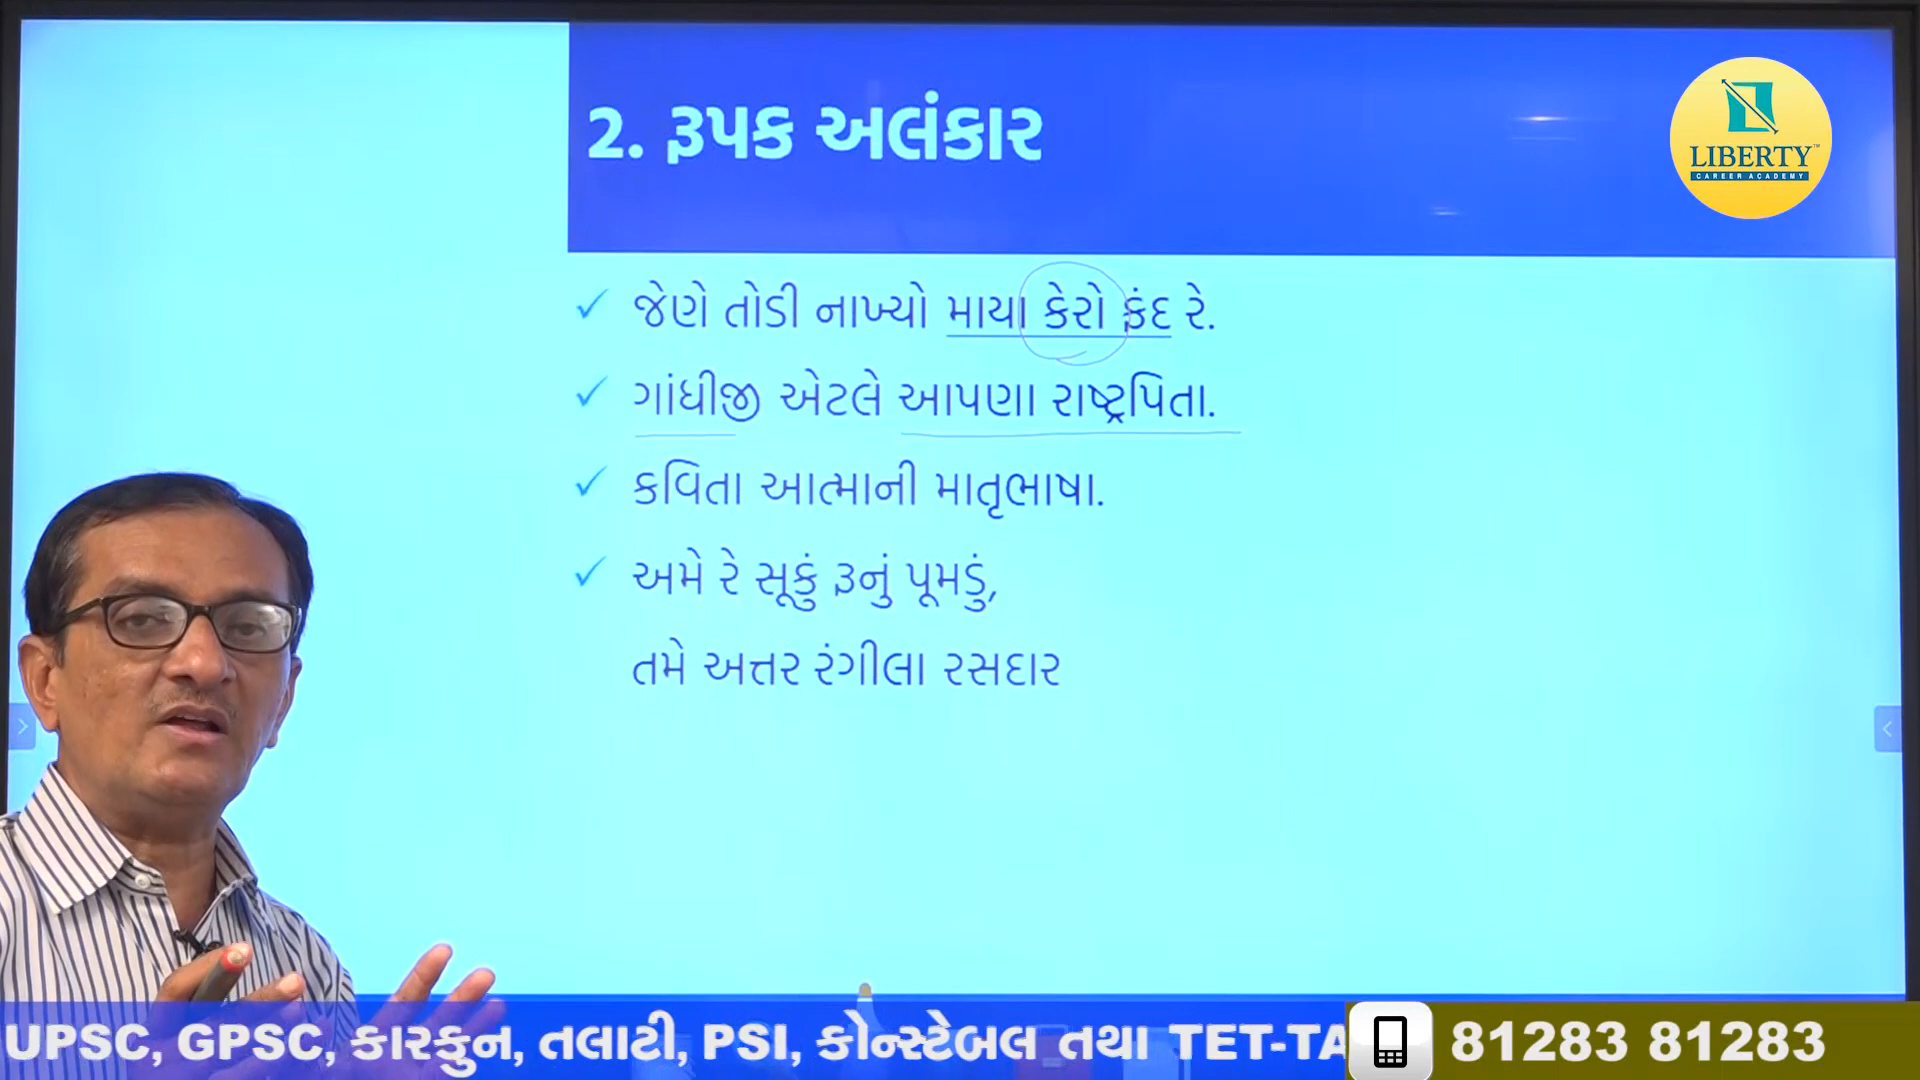 2. રૂપક અલંકાર
LIBERTY™
CAREER ACADEMY
✓ જેણે તોડી નાખ્યો માયા કેરો કંદ રે.
✓ ગાંધીજી એટલે આપણા રાષ્ટ્રપિતા.
✓ કવિતા આત્માની માતૃભાષા.
✓ અમે રે સૂકું રૂનું પૂમડું,
તમે અત્તર રંગીલા રસદાર
UPSC, GPSC, કારકુન, તલાટી, PSI, કોન્સ્ટેબલ તથા TET-TA
81283 81283